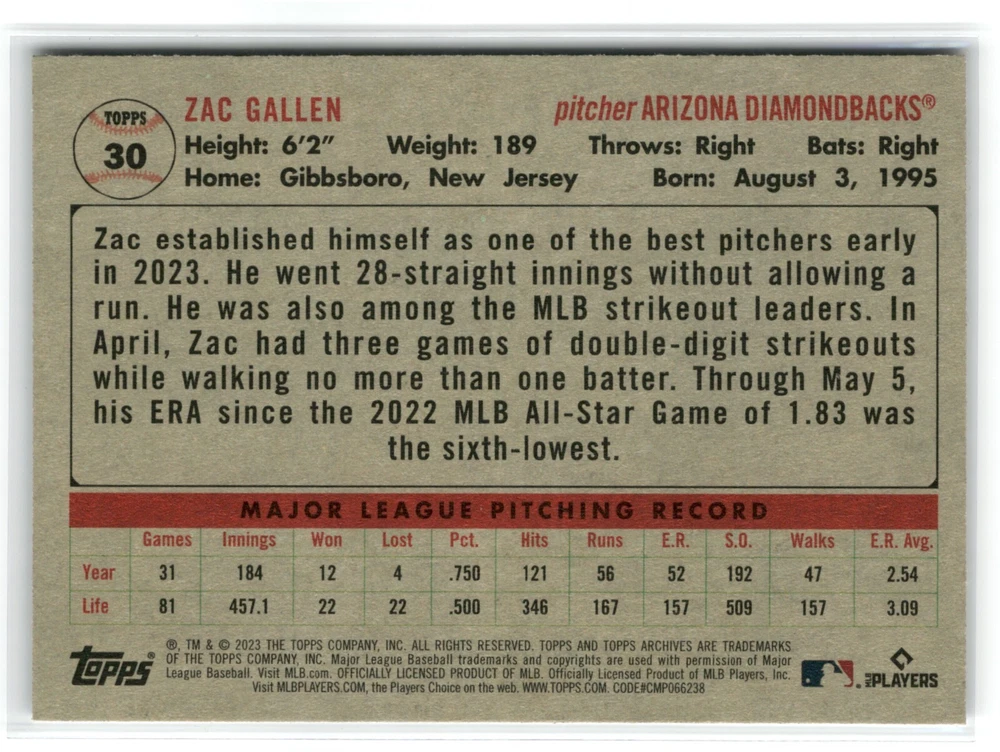 TOPPS
30
ZAC GALLEN pitcher ARIZONA DIAMONDBACKS®
Height: 6'2" Weight: 189 Throws: Right Bats: Right
Home: Gibbsboro, New Jersey Born: August 3, 1995
Zac established himself as one of the best pitchers early
in 2023. He went 28-straight innings without allowing a
run. He was also among the MLB strikeout leaders. In
April, Zac had three games of double-digit strikeouts
while walking no more than one batter. Through May 5,
his ERA since the 2022 MLB All-Star Game of 1.83 was
the sixth-lowest.
MAJOR LEAGUE PITCHING RECORD
Games Innings Won Lost Pct. Hits Runs E.R. S.O. Walks E.R. Avg.
Year 31 184 12 4 .750 121 56 52 192 47 2.54
Life 81 457.1 22 22 .500 346 167 157 509 157 3.09
®, TM & © 2023 THE TOPPS COMPANY, INC. ALL RIGHTS RESERVED. TOPPS AND TOPPS ARCHIVES ARE TRADEMARKS
OF THE TOPPS COMPANY, INC. Major League Baseball trademarks and copyrights are used with permission of Major
League Baseball. Visit MLB.com. OFFICIALLY LICENSED PRODUCT OF MLB. Officially Licensed Product of MLB Players, Inc.
Visit MLBPLAYERS.COM, the Players Choice on the web. WWW.TOPPS.COM. CODE#CMP066238
topps®
MLB PLAYERS